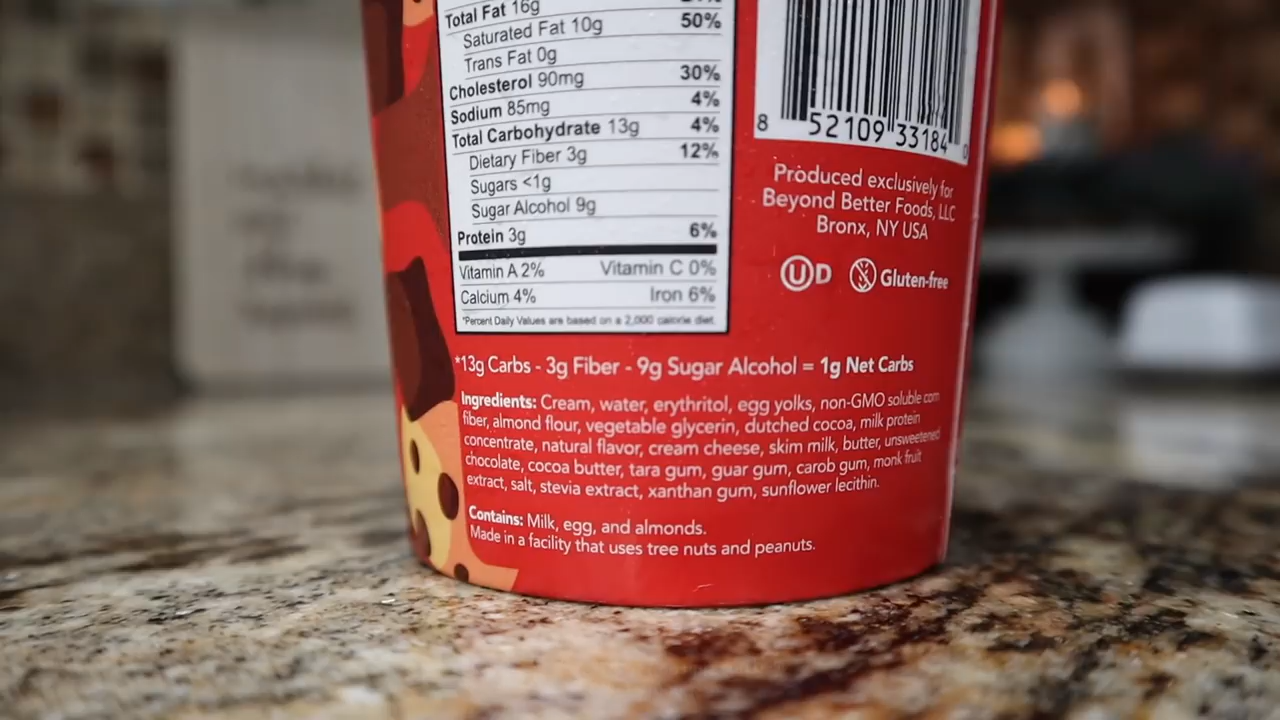 Total Fat 16g
Saturated Fat 10g 50%
Trans Fat 0g
Cholesterol 90mg 30%
Sodium 85mg 4%
Total Carbohydrate 13g 4%
Dietary Fiber 3g 12%
Sugars <1g
Sugar Alcohol 9g
Protein 3g 6%
Vitamin A 2% Vitamin C 0%
Calcium 4% Iron 6%
*Percent Daily Values are based on a 2,000 calorie diet.
8 52109 33184 0
Produced exclusively for
Beyond Better Foods, LLC
Bronx, NY USA
U D Gluten-free
*13g Carbs - 3g Fiber - 9g Sugar Alcohol = 1g Net Carbs
Ingredients: Cream, water, erythritol, egg yolks, non-GMO soluble corn
fiber, almond flour, vegetable glycerin, dutched cocoa, milk protein
concentrate, natural flavor, cream cheese, skim milk, butter, unsweetened
chocolate, cocoa butter, tara gum, guar gum, carob gum, monk fruit
extract, salt, stevia extract, xanthan gum, sunflower lecithin.
Contains: Milk, egg, and almonds.
Made in a facility that uses tree nuts and peanuts.